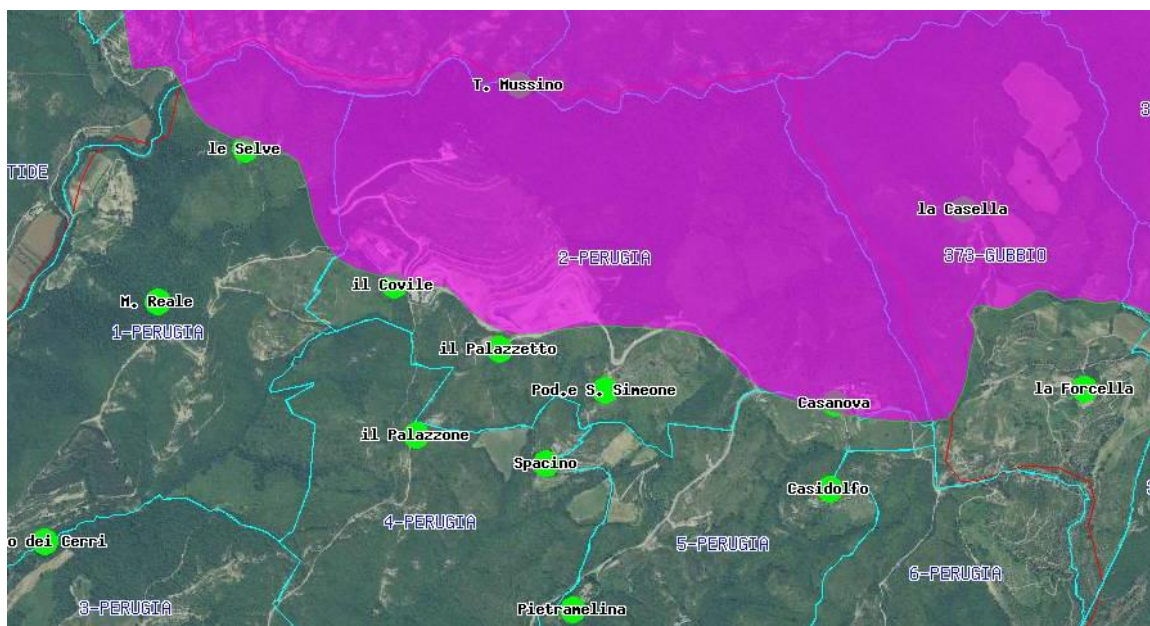 T. Mussino
le Selve
TIDE
la Casella
2-PERUGIA
373-GUBBIO
il Covile
M. Reale
1-PERUGIA
il Palazzetto
Pod.e S. Simeone
la Forcella
Casanova
il Palazzone
Spacino
Casidolfo
4-PERUGIA
o dei Cerri
5-PERUGIA
6-PERUGIA
3-PERUGIA
Pietramelina